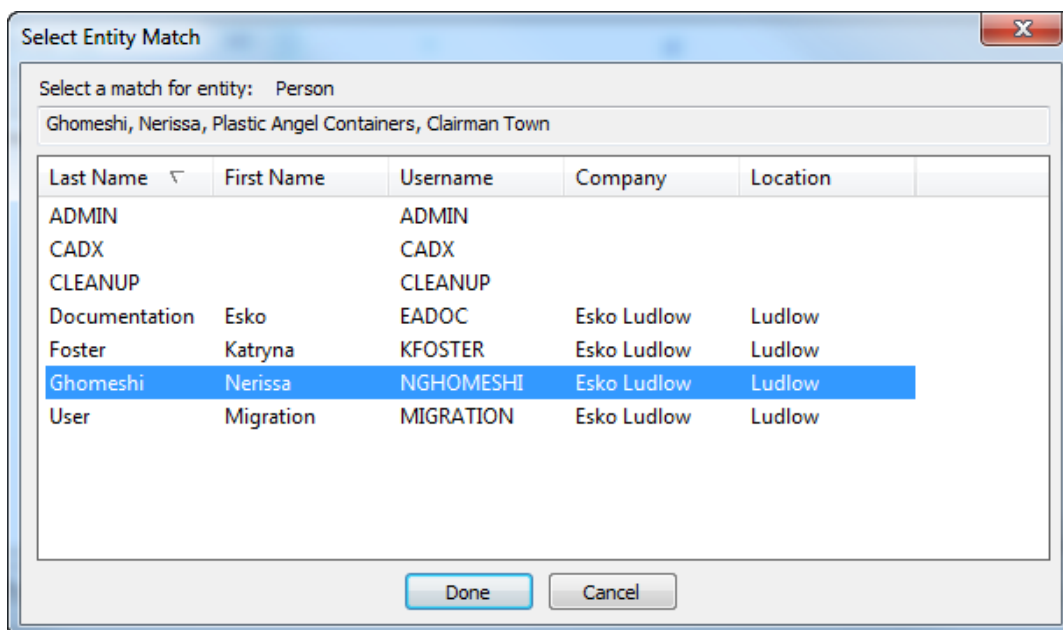 Select Entity Match
Select a match for entity: Person
Ghomeshi, Nerissa, Plastic Angel Containers, Clairman Town
Last Name First Name Username Company Location
ADMIN ADMIN
CADX CADX
CLEANUP CLEANUP
Documentation Esko EADOC Esko Ludlow Ludlow
Foster Katryna KFOSTER Esko Ludlow Ludlow
Ghomeshi Nerissa NGHOMESHI Esko Ludlow Ludlow
User Migration MIGRATION Esko Ludlow Ludlow
Done Cancel